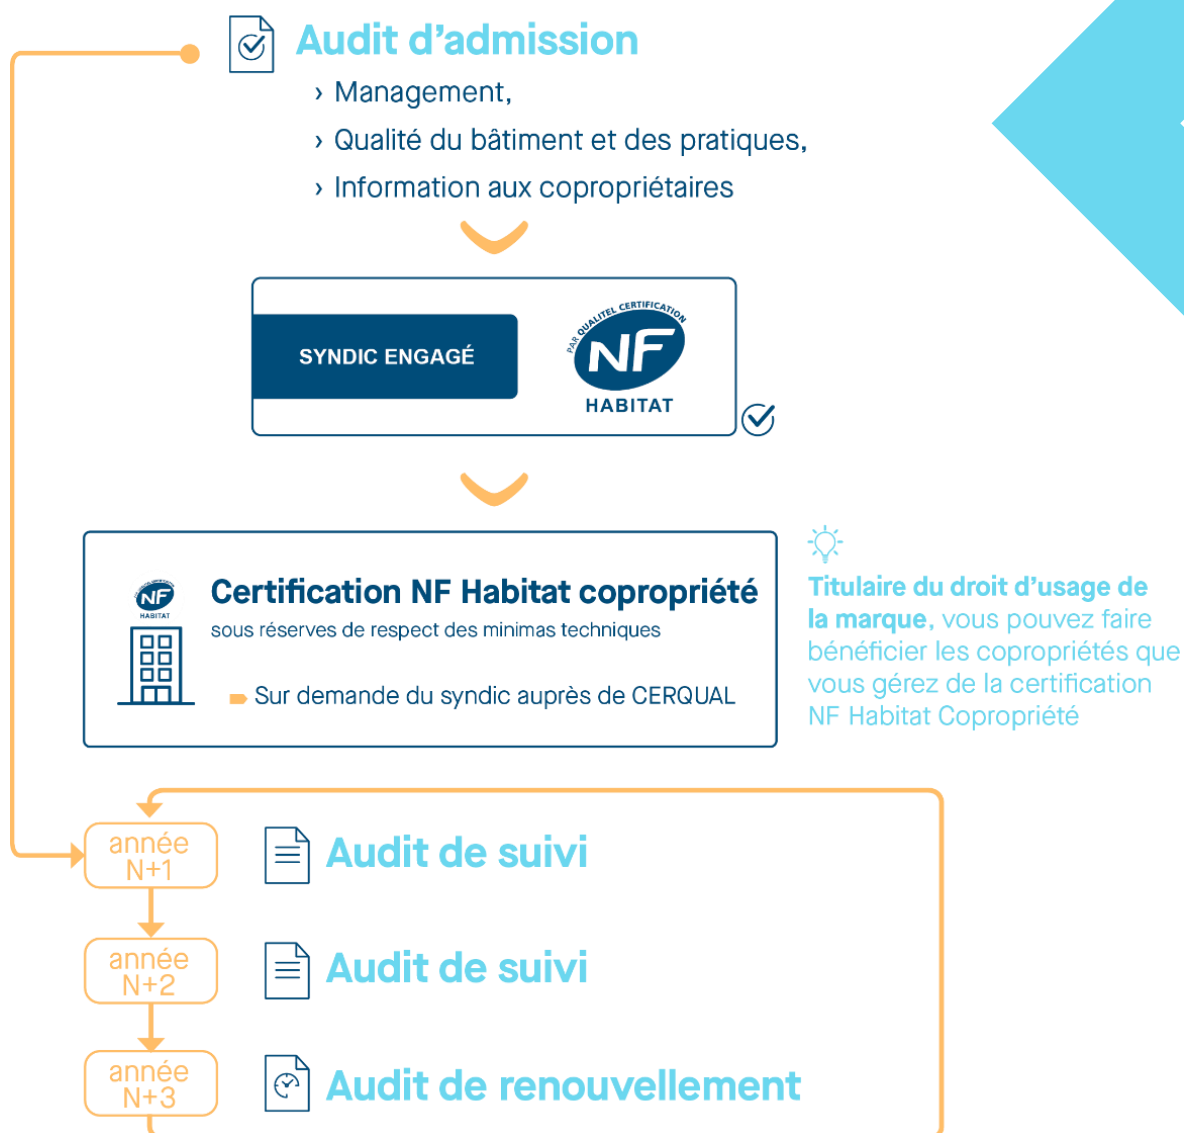 Audit d’admission
› Management,
› Qualité du bâtiment et des pratiques,
› Information aux copropriétaires
SYNDIC ENGAGÉ
PAR QUALITEL CERTIFICATION
NF
HABITAT
NF
HABITAT
Certification NF Habitat copropriété
sous réserves de respect des minimas techniques
Sur demande du syndic auprès de CERQUAL
Titulaire du droit d’usage de
la marque, vous pouvez faire
bénéficier les copropriétés que
vous gérez de la certification
NF Habitat Copropriété
année
N+1
Audit de suivi
année
N+2
Audit de suivi
année
N+3
Audit de renouvellement